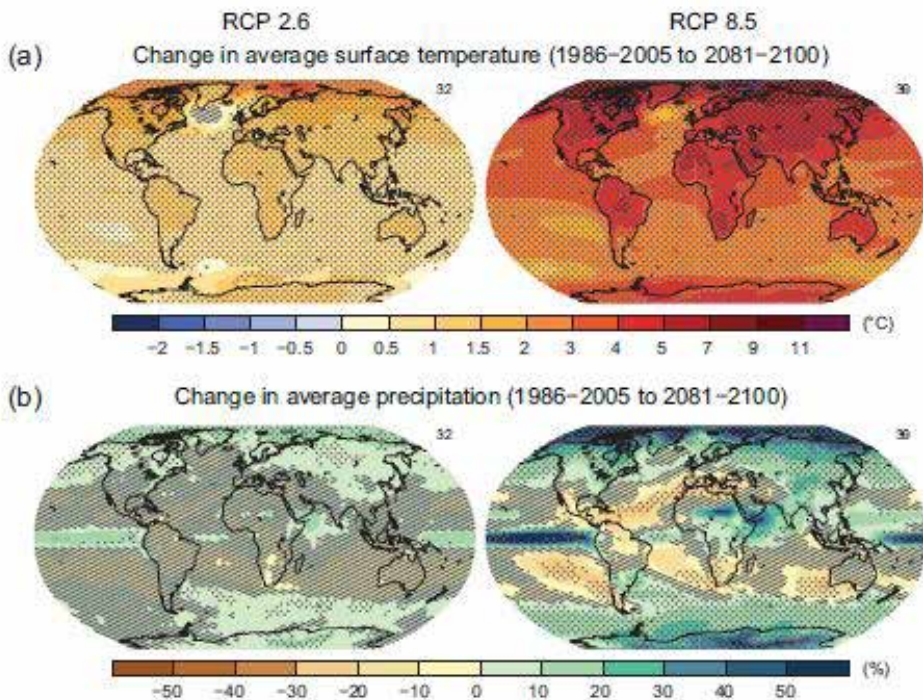 RCP 2.6 RCP 8.5
(a) Change in average surface temperature (1986−2005 to 2081−2100)
32 39
(°C)
−2 −1.5 −1 −0.5 0 0.5 1 1.5 2 3 4 5 7 9 11
(b) Change in average precipitation (1986−2005 to 2081−2100)
32 39
(%)
−50 −40 −30 −20 −10 0 10 20 30 40 50